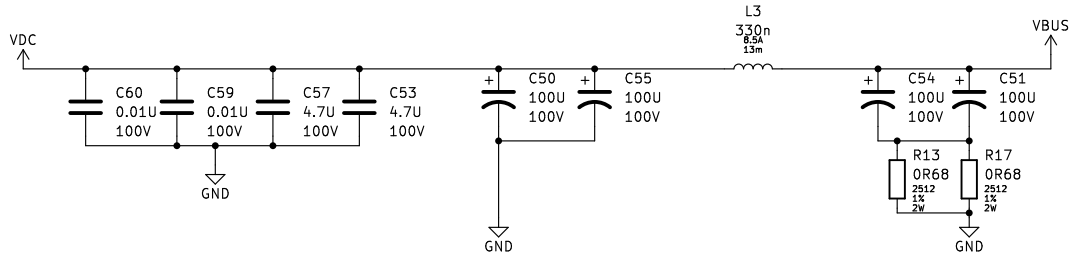 VDC
C60
0.01U
100V
C59
0.01U
100V
C57
4.7U
100V
C53
4.7U
100V
GND
+
C50
100U
100V
+
C55
100U
100V
GND
L3
330n
8.5A
13m
VBUS
+
C54
100U
100V
+
C51
100U
100V
R13
0R68
2512
1%
2W
R17
0R68
2512
1%
2W
GND